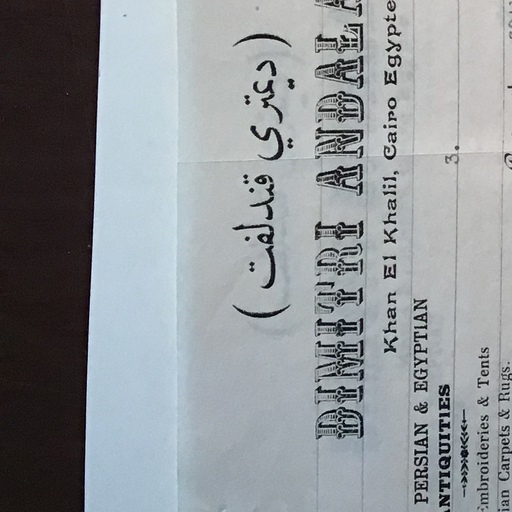 ( ديمتري قندلفت )
DIMITRI ANDALA
Khan El Khalil, Cairo Egypte
PERSIAN & EGYPTIAN
ANTIQUITIES
3.
Embroideries & Tents
ian Carpets & Rugs.